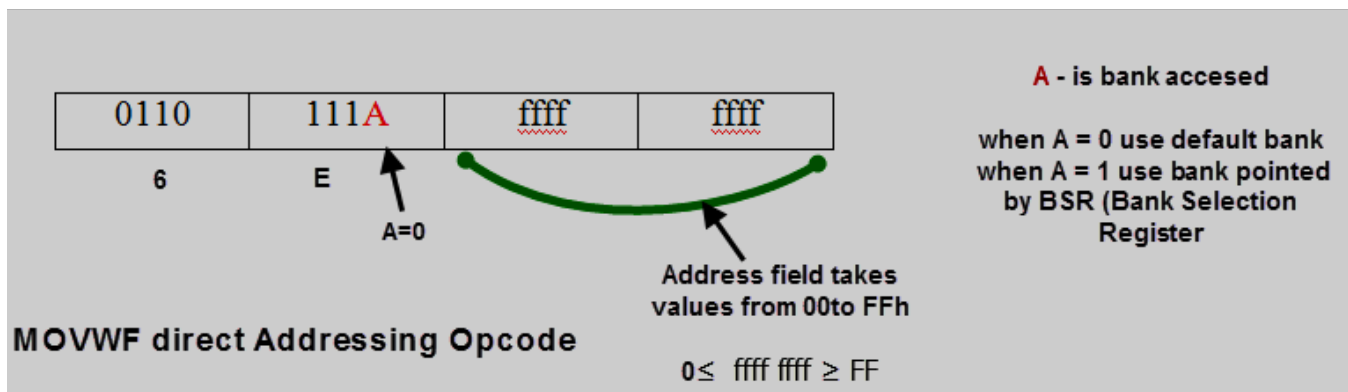 0110 111A ffff ffff
6 E
A=0
Address field takes
values from 00to FFh
0≤ ffff ffff ≥ FF
MOVWF direct Addressing Opcode
A - is bank accesed
when A = 0 use default bank
when A = 1 use bank pointed
by BSR (Bank Selection
Register